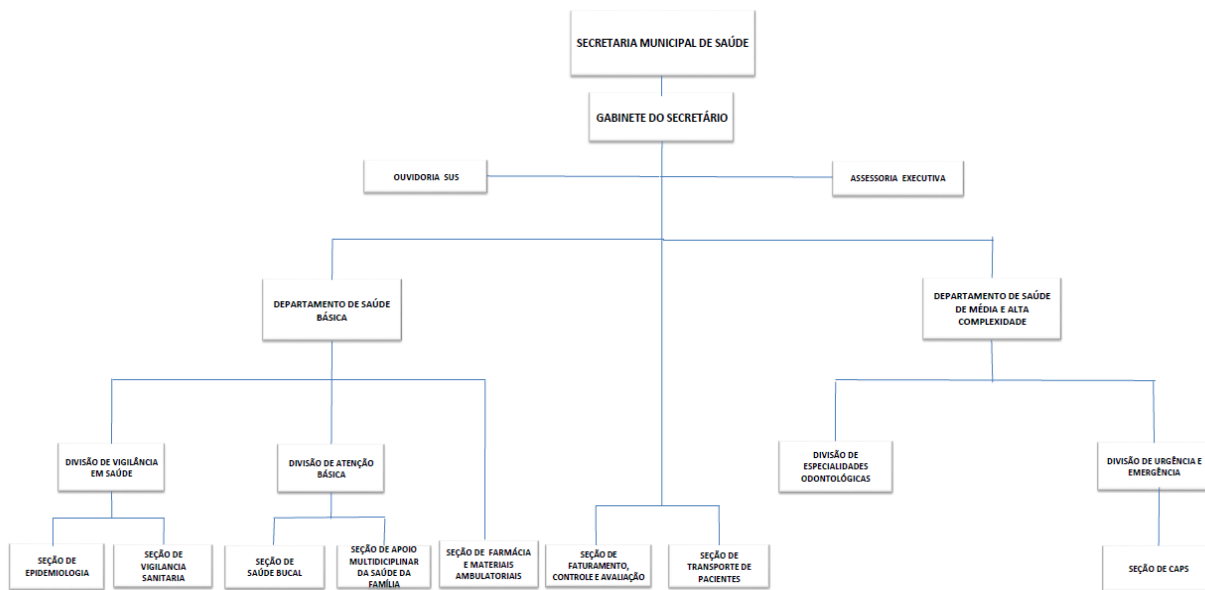 SECRETARIA MUNICIPAL DE SAÚDE
GABINETE DO SECRETÁRIO
OUVIDORIA SUS
ASSESSORIA EXECUTIVA
DEPARTAMENTO DE SAÚDE
BÁSICA
DEPARTAMENTO DE SAÚDE
DE MÉDIA E ALTA
COMPLEXIDADE
DIVISÃO DE VIGILÂNCIA
EM SAÚDE
DIVISÃO DE ATENÇÃO
BÁSICA
DIVISÃO DE
ESPECIALIDADES
ODONTOLÓGICAS
DIVISÃO DE URGÊNCIA E
EMERGÊNCIA
SEÇÃO DE
EPIDEMIOLOGIA
SEÇÃO DE
VIGILANCIA
SANITARIA
SEÇÃO DE
SAÚDE BUCAL
SEÇÃO DE APOIO
MULTIDICIPLINAR
DA SAÚDE DA
FAMÍLIA
SEÇÃO DE FARMÁCIA
E MATERIAIS
AMBULATORIAIS
SEÇÃO DE
FATURAMENTO,
CONTROLE E AVALIAÇÃO
SEÇÃO DE
TRANSPORTE DE
PACIENTES
SEÇÃO DE CAPS